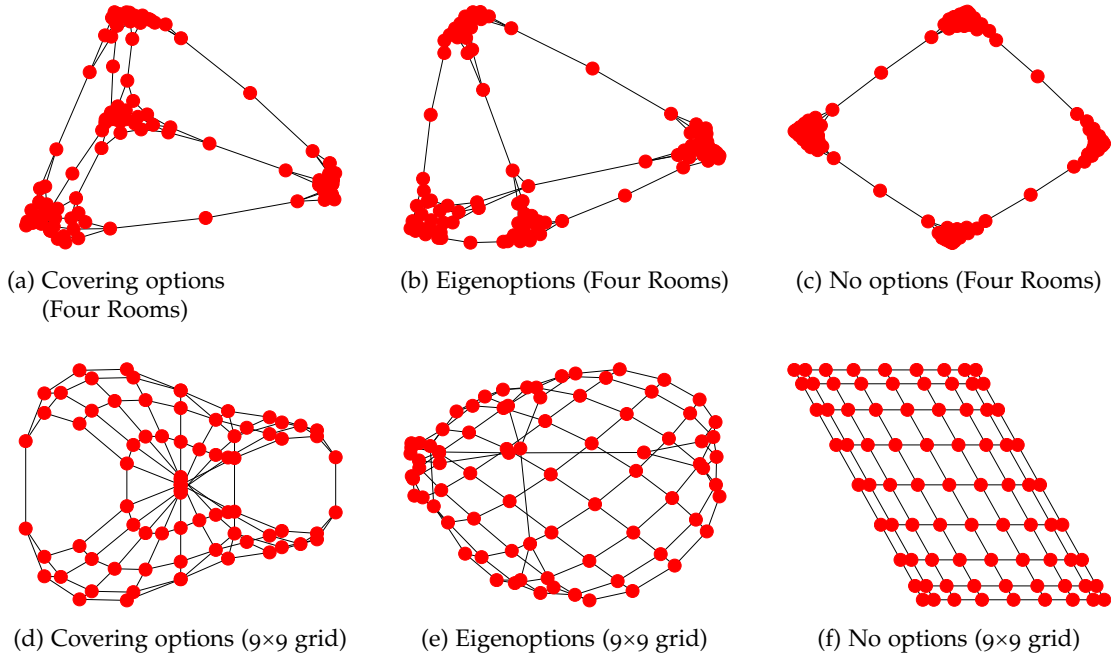 (a) Covering options
(Four Rooms)
(b) Eigenoptions (Four Rooms)
(c) No options (Four Rooms)
(d) Covering options (9×9 grid)
(e) Eigenoptions (9×9 grid)
(f) No options (9×9 grid)